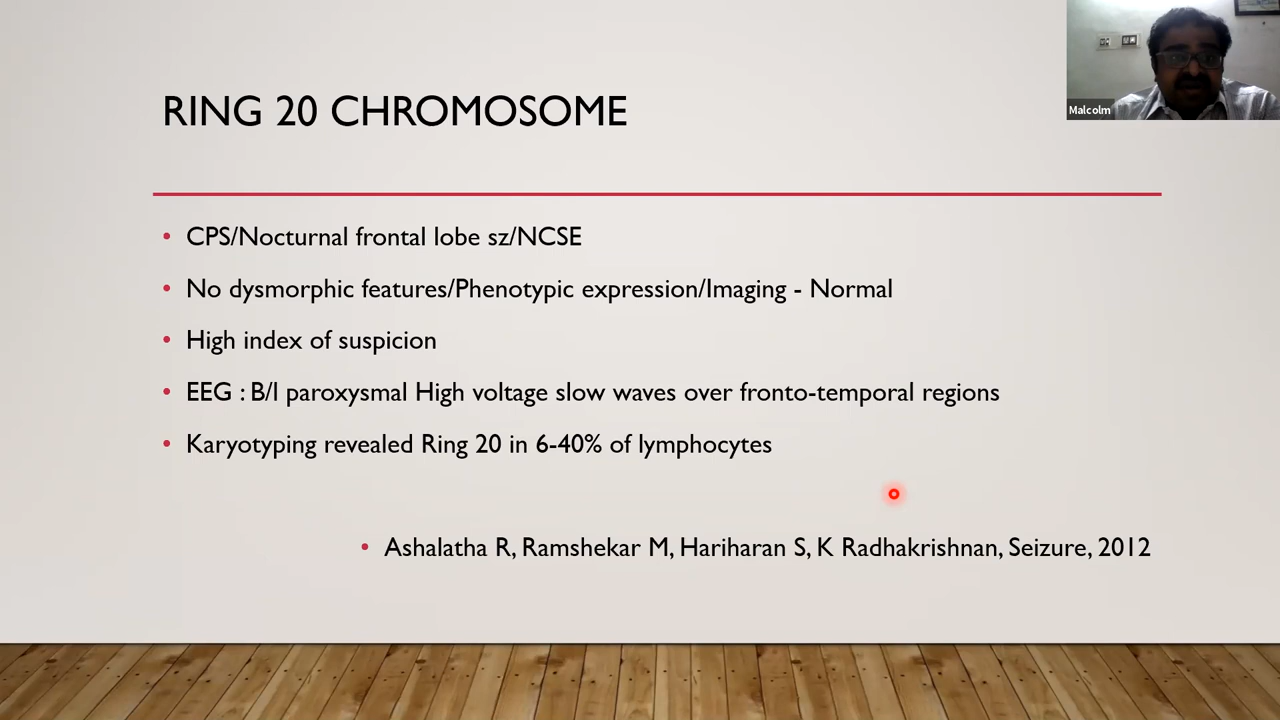 Malcolm
RING 20 CHROMOSOME
• CPS/Nocturnal frontal lobe sz/NCSE
• No dysmorphic features/Phenotypic expression/Imaging - Normal
• High index of suspicion
• EEG : B/l paroxysmal High voltage slow waves over fronto-temporal regions
• Karyotyping revealed Ring 20 in 6-40% of lymphocytes
• Ashalatha R, Ramshekar M, Hariharan S, K Radhakrishnan, Seizure, 2012